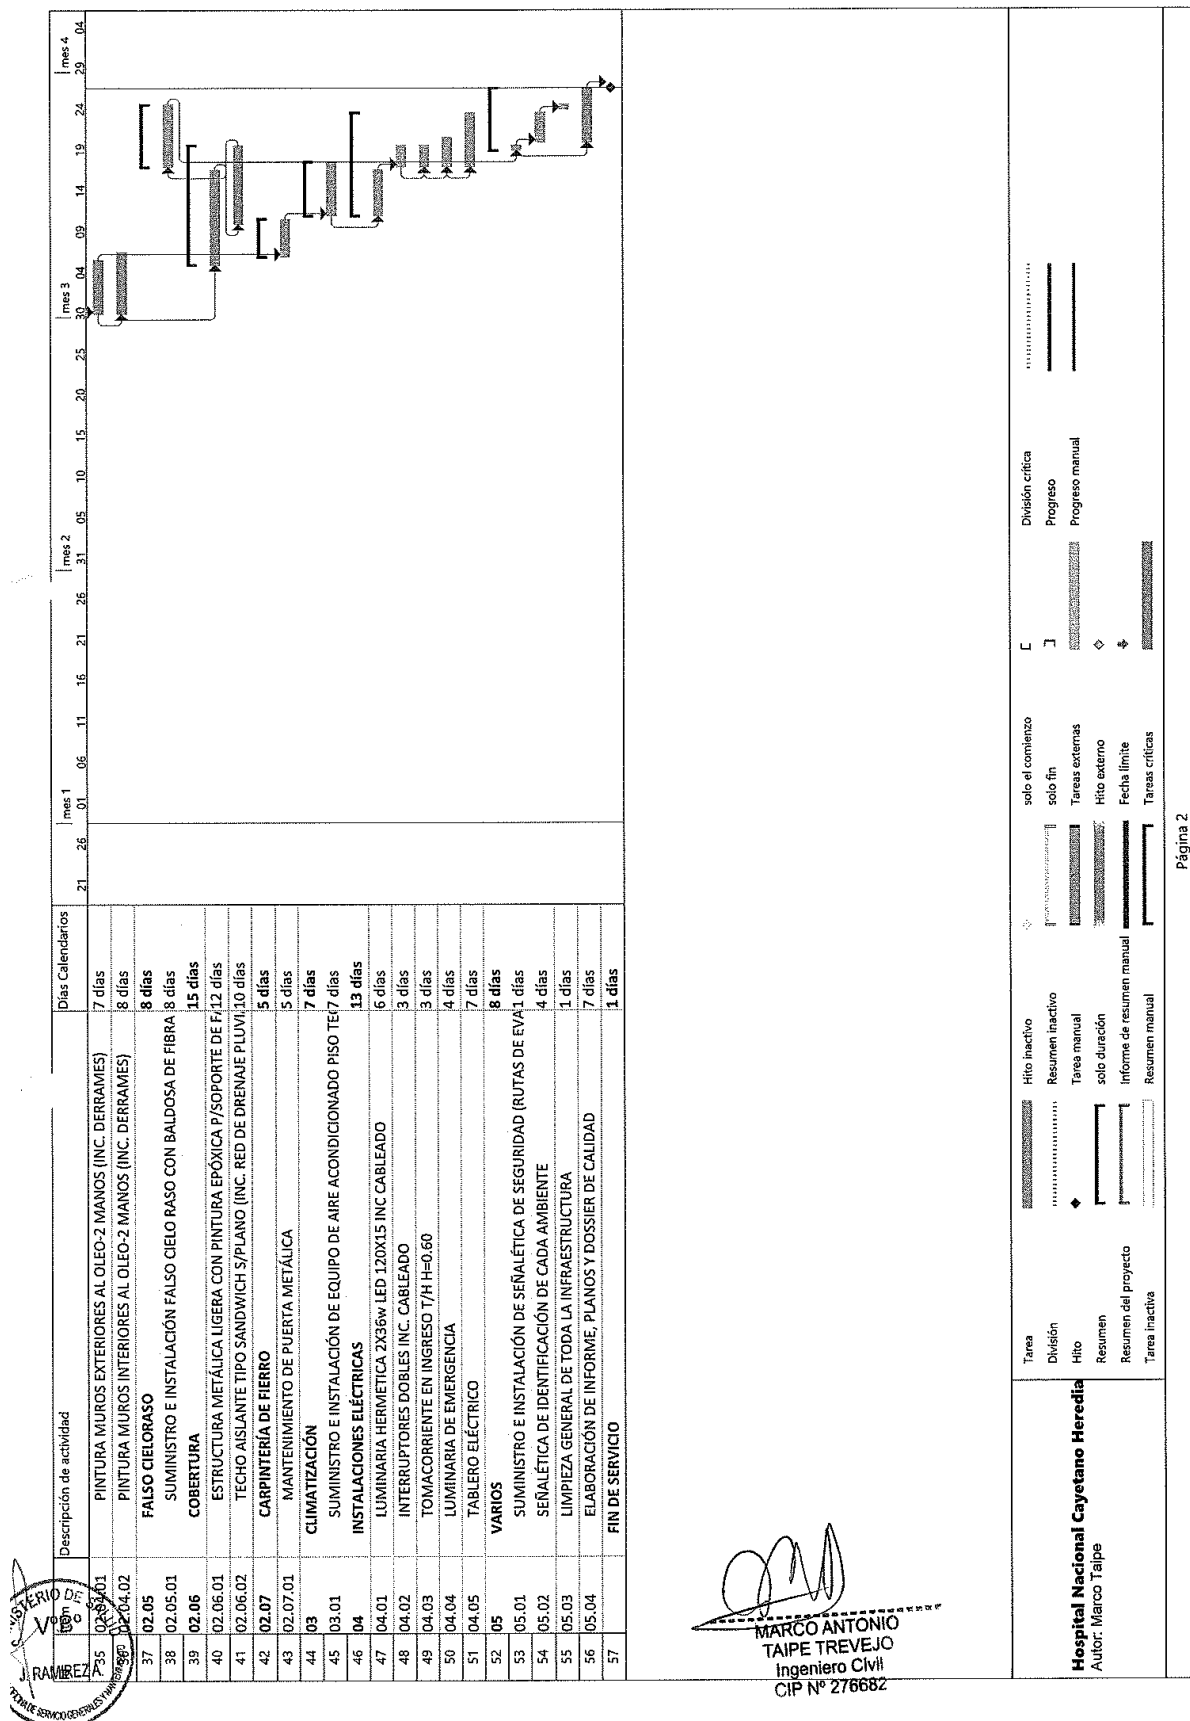 Item Descripción de actividad Días Calendarios
mes 1 mes 2 mes 3 mes 4
21 26 01 06 11 16 21 26 31 05 10 15 20 25 30 04 09 14 19 24 29 04
35 02.04.01 PINTURA MUROS EXTERIORES AL OLEO-2 MANOS (INC. DERRAMES) 7 días
36 02.04.02 PINTURA MUROS INTERIORES AL OLEO-2 MANOS (INC. DERRAMES) 8 días
37 02.05 FALSO CIELORASO 8 días
38 02.05.01 SUMINISTRO E INSTALACIÓN FALSO CIELO RASO CON BALDOSA DE FIBRA 8 días
39 02.06 COBERTURA 15 días
40 02.06.01 ESTRUCTURA METÁLICA LIGERA CON PINTURA EPÓXICA P/SOPORTE DE FA 12 días
41 02.06.02 TECHO AISLANTE TIPO SANDWICH S/PLANO (INC. RED DE DRENAJE PLUVI 10 días
42 02.07 CARPINTERÍA DE FIERRO 5 días
43 02.07.01 MANTENIMIENTO DE PUERTA METÁLICA 5 días
44 03 CLIMATIZACIÓN 7 días
45 03.01 SUMINISTRO E INSTALACIÓN DE EQUIPO DE AIRE ACONDICIONADO PISO TEC 7 días
46 04 INSTALACIONES ELÉCTRICAS 13 días
47 04.01 LUMINARIA HERMETICA 2X36w LED 120X15 INC CABLEADO 6 días
48 04.02 INTERRUPTORES DOBLES INC. CABLEADO 3 días
49 04.03 TOMACORRIENTE EN INGRESO T/H H=0.60 3 días
50 04.04 LUMINARIA DE EMERGENCIA 4 días
51 04.05 TABLERO ELÉCTRICO 7 días
52 05 VARIOS 8 días
53 05.01 SUMINISTRO E INSTALACIÓN DE SEÑALÉTICA DE SEGURIDAD (RUTAS DE EVA 1 días
54 05.02 SEÑALÉTICA DE IDENTIFICACIÓN DE CADA AMBIENTE 4 días
55 05.03 LIMPIEZA GENERAL DE TODA LA INFRAESTRUCTURA 1 días
56 05.04 ELABORACIÓN DE INFORME, PLANOS Y DOSSIER DE CALIDAD 7 días
57 FIN DE SERVICIO 1 días
MINISTERIO DE SALUD
VºBº
J. RAMIREZ A.
MARCO ANTONIO
TAIPE TREVEJO
Ingeniero Civil
CIP Nº 276682
Hospital Nacional Cayetano Heredia
Autor: Marco Taipe
Tarea
División
Hito
Resumen
Resumen del proyecto
Tarea inactiva
Hito inactivo
Resumen inactivo
Tarea manual
solo duración
Informe de resumen manual
Resumen manual
solo el comienzo
solo fin
Tareas externas
Hito externo
Fecha límite
Tareas críticas
División crítica
Progreso
Progreso manual
Página 2